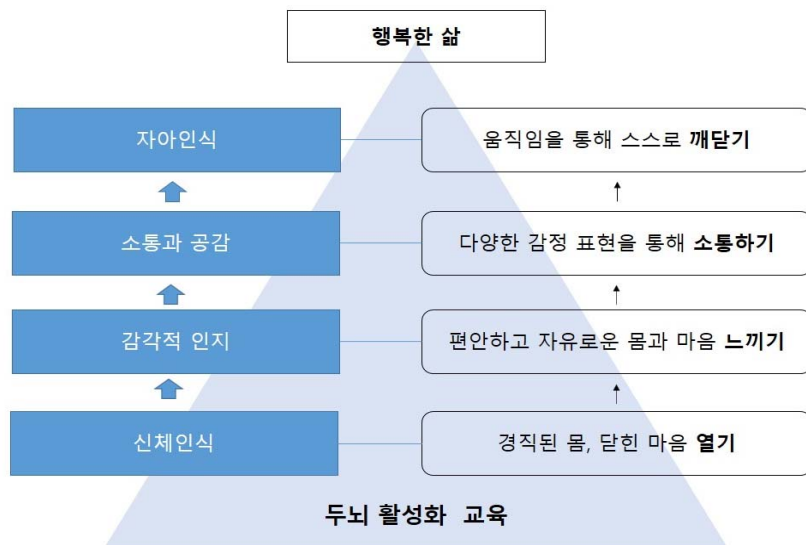 행복한 삶
자아인식
움직임을 통해 스스로 깨닫기
소통과 공감
다양한 감정 표현을 통해 소통하기
감각적 인지
편안하고 자유로운 몸과 마음 느끼기
신체인식
경직된 몸, 닫힌 마음 열기
두뇌 활성화 교육